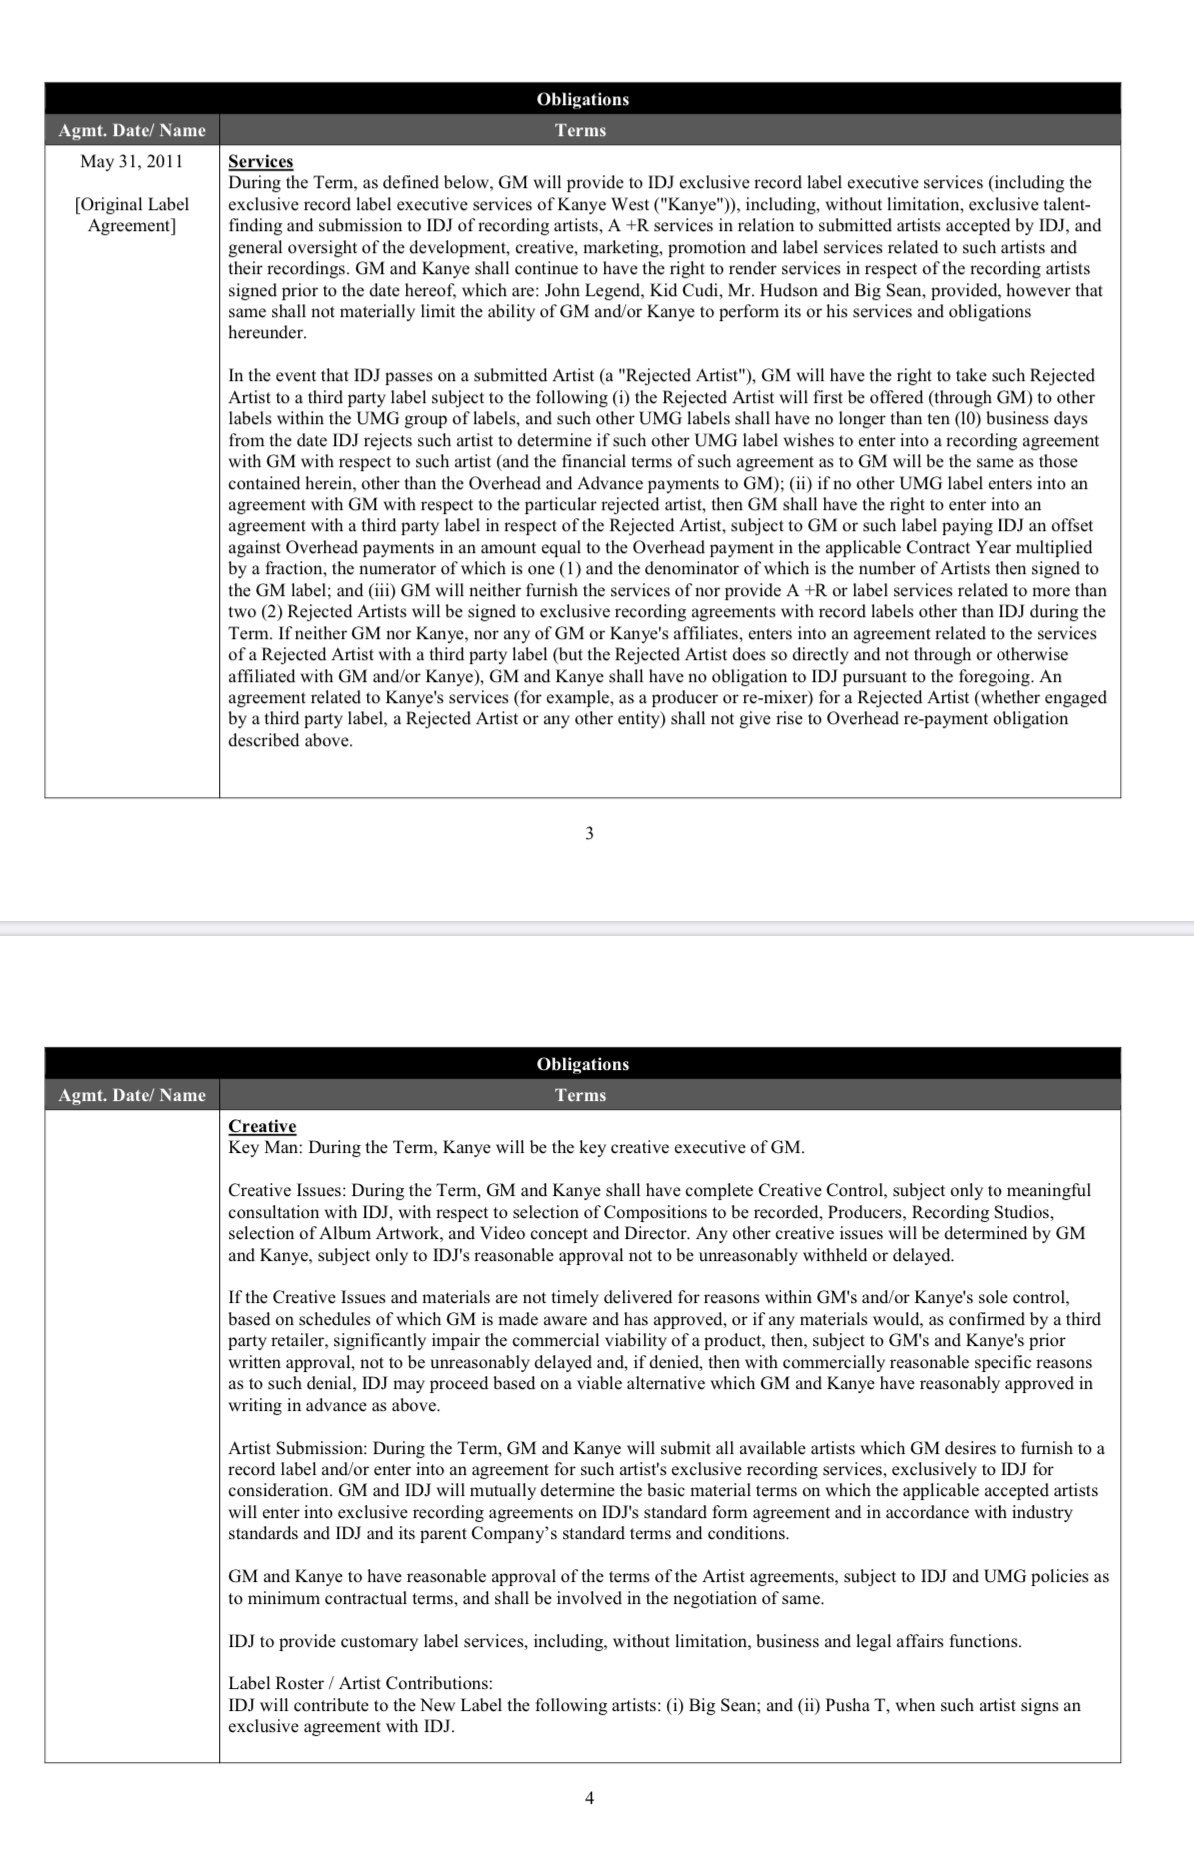 Obligations
Agmt. Date/ Name
Terms
May 31, 2011
[Original Label
Agreement]
Services
During the Term, as defined below, GM will provide to IDJ exclusive record label executive services (including the
exclusive record label executive services of Kanye West ("Kanye")), including, without limitation, exclusive talent-
finding and submission to IDJ of recording artists, A +R services in relation to submitted artists accepted by IDJ, and
general oversight of the development, creative, marketing, promotion and label services related to such artists and
their recordings. GM and Kanye shall continue to have the right to render services in respect of the recording artists
signed prior to the date hereof, which are: John Legend, Kid Cudi, Mr. Hudson and Big Sean, provided, however that
same shall not materially limit the ability of GM and/or Kanye to perform its or his services and obligations
hereunder.
In the event that IDJ passes on a submitted Artist (a "Rejected Artist"), GM will have the right to take such Rejected
Artist to a third party label subject to the following (i) the Rejected Artist will first be offered (through GM) to other
labels within the UMG group of labels, and such other UMG labels shall have no longer than ten (l0) business days
from the date IDJ rejects such artist to determine if such other UMG label wishes to enter into a recording agreement
with GM with respect to such artist (and the financial terms of such agreement as to GM will be the same as those
contained herein, other than the Overhead and Advance payments to GM); (ii) if no other UMG label enters into an
agreement with GM with respect to the particular rejected artist, then GM shall have the right to enter into an
agreement with a third party label in respect of the Rejected Artist, subject to GM or such label paying IDJ an offset
against Overhead payments in an amount equal to the Overhead payment in the applicable Contract Year multiplied
by a fraction, the numerator of which is one (1) and the denominator of which is the number of Artists then signed to
the GM label; and (iii) GM will neither furnish the services of nor provide A +R or label services related to more than
two (2) Rejected Artists will be signed to exclusive recording agreements with record labels other than IDJ during the
Term. If neither GM nor Kanye, nor any of GM or Kanye's affiliates, enters into an agreement related to the services
of a Rejected Artist with a third party label (but the Rejected Artist does so directly and not through or otherwise
affiliated with GM and/or Kanye), GM and Kanye shall have no obligation to IDJ pursuant to the foregoing. An
agreement related to Kanye's services (for example, as a producer or re-mixer) for a Rejected Artist (whether engaged
by a third party label, a Rejected Artist or any other entity) shall not give rise to Overhead re-payment obligation
described above.
3
Obligations
Agmt. Date/ Name
Terms
Creative
Key Man: During the Term, Kanye will be the key creative executive of GM.
Creative Issues: During the Term, GM and Kanye shall have complete Creative Control, subject only to meaningful
consultation with IDJ, with respect to selection of Compositions to be recorded, Producers, Recording Studios,
selection of Album Artwork, and Video concept and Director. Any other creative issues will be determined by GM
and Kanye, subject only to IDJ's reasonable approval not to be unreasonably withheld or delayed.
If the Creative Issues and materials are not timely delivered for reasons within GM's and/or Kanye's sole control,
based on schedules of which GM is made aware and has approved, or if any materials would, as confirmed by a third
party retailer, significantly impair the commercial viability of a product, then, subject to GM's and Kanye's prior
written approval, not to be unreasonably delayed and, if denied, then with commercially reasonable specific reasons
as to such denial, IDJ may proceed based on a viable alternative which GM and Kanye have reasonably approved in
writing in advance as above.
Artist Submission: During the Term, GM and Kanye will submit all available artists which GM desires to furnish to a
record label and/or enter into an agreement for such artist's exclusive recording services, exclusively to IDJ for
consideration. GM and IDJ will mutually determine the basic material terms on which the applicable accepted artists
will enter into exclusive recording agreements on IDJ's standard form agreement and in accordance with industry
standards and IDJ and its parent Company’s standard terms and conditions.
GM and Kanye to have reasonable approval of the terms of the Artist agreements, subject to IDJ and UMG policies as
to minimum contractual terms, and shall be involved in the negotiation of same.
IDJ to provide customary label services, including, without limitation, business and legal affairs functions.
Label Roster / Artist Contributions:
IDJ will contribute to the New Label the following artists: (i) Big Sean; and (ii) Pusha T, when such artist signs an
exclusive agreement with IDJ.
4